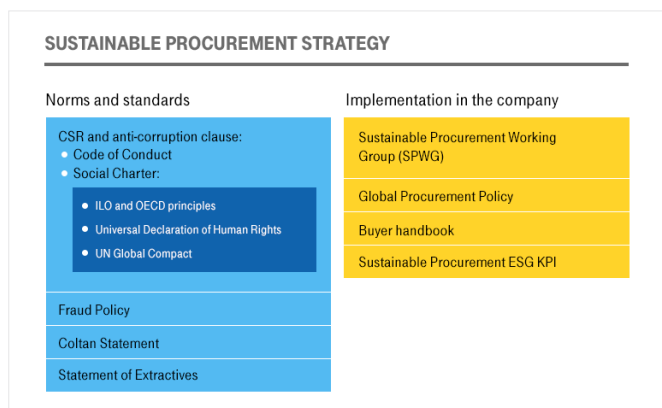 SUSTAINABLE PROCUREMENT STRATEGY
Norms and standards
CSR and anti-corruption clause:
Code of Conduct
Social Charter:
ILO and OECD principles
Universal Declaration of Human Rights
UN Global Compact
Fraud Policy
Coltan Statement
Statement of Extractives
Implementation in the company
Sustainable Procurement Working
Group (SPWG)
Global Procurement Policy
Buyer handbook
Sustainable Procurement ESG KPI